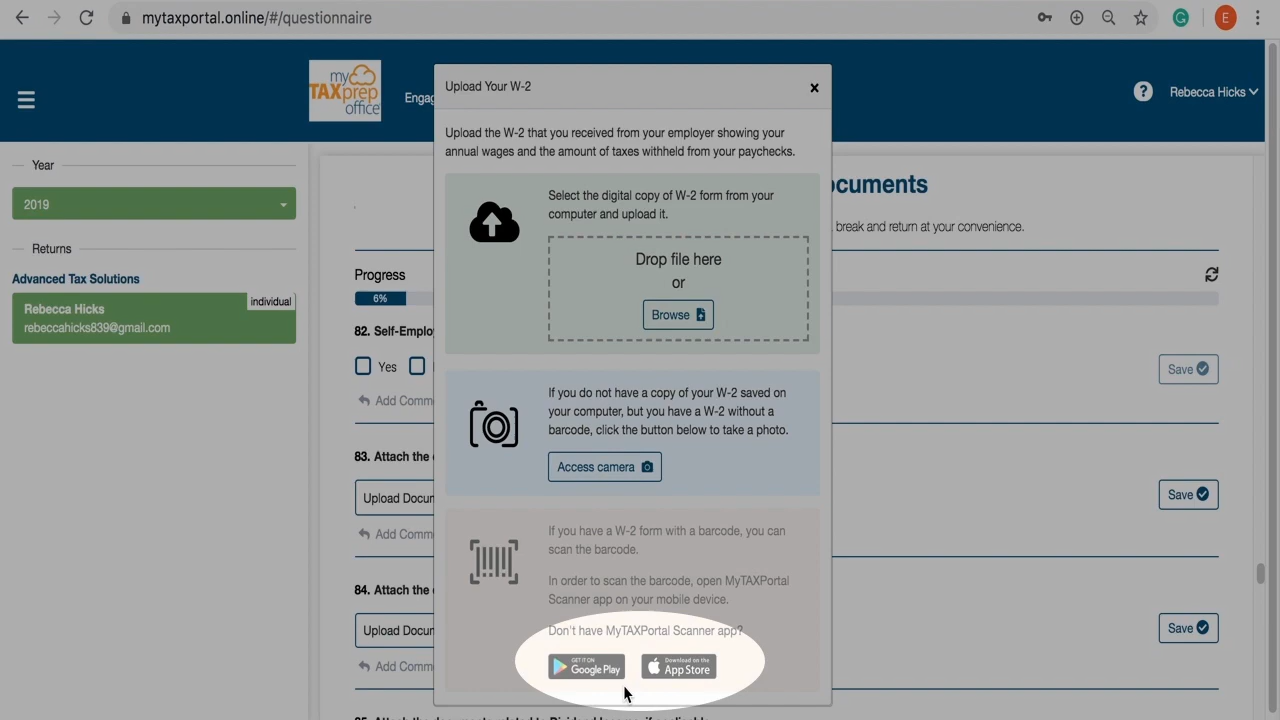 mytaxportal.online/#/questionnaire
E
my
TAXprep
office
Engag
?
Rebecca Hicks
Year
2019
Returns
Advanced Tax Solutions
Rebecca Hicks
individual
rebeccahicks839@gmail.com
ocuments
break and return at your convenience.
Progress
6%
82. Self-Emplo
Yes
Save
Add Comm
83. Attach the
Upload Docur
Save
Add Comm
84. Attach the
Upload Docur
Save
Add Comm
Upload Your W-2
Upload the W-2 that you received from your employer showing your
annual wages and the amount of taxes withheld from your paychecks.
Select the digital copy of W-2 form from your
computer and upload it.
Drop file here
or
Browse
If you do not have a copy of your W-2 saved on
your computer, but you have a W-2 without a
barcode, click the button below to take a photo.
Access camera
If you have a W-2 form with a barcode, you can
scan the barcode.
In order to scan the barcode, open MyTAXPortal
Scanner app on your mobile device.
Don't have MyTAXPortal Scanner app?
GET IT ON
Google Play
Download on the
App Store